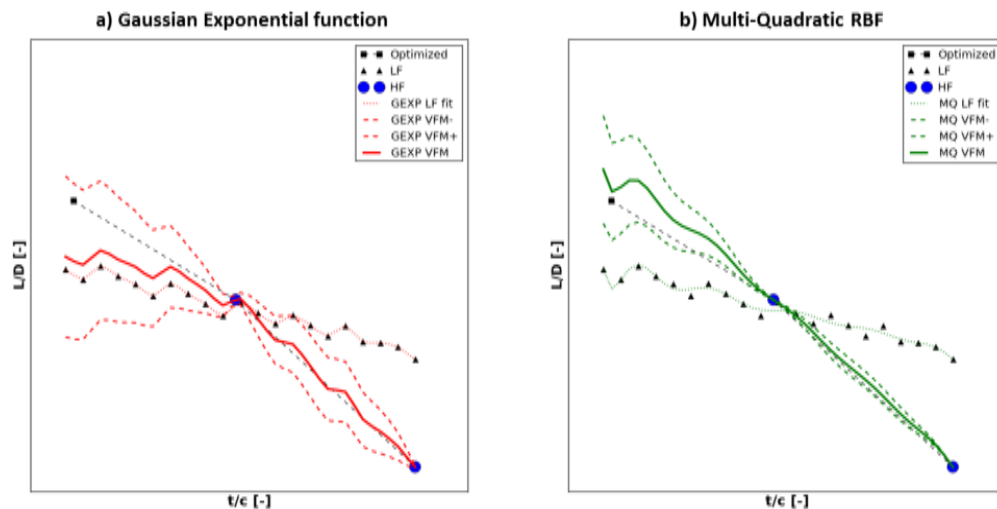 a) Gaussian Exponential function
Optimized
LF
HF
GEXP LF fit
GEXP VFM-
GEXP VFM+
GEXP VFM
L/D [-]
t/c [-]
b) Multi-Quadratic RBF
Optimized
LF
HF
MQ LF fit
MQ VFM-
MQ VFM+
MQ VFM
L/D [-]
t/c [-]